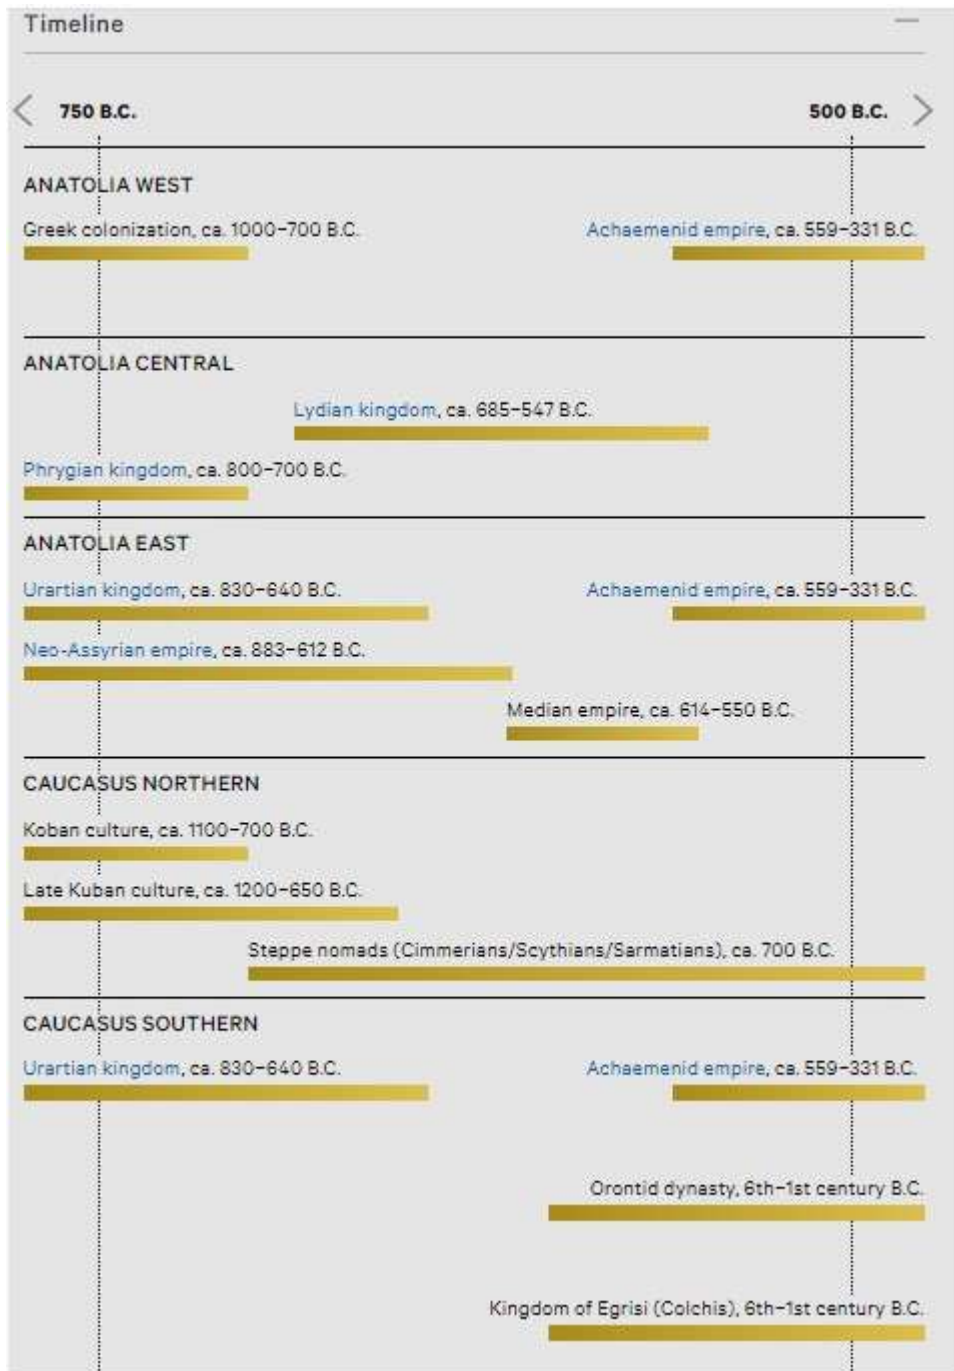 Timeline
750 B.C.
500 B.C.
ANATOLIA WEST
Greek colonization, ca. 1000–700 B.C.
Achaemenid empire, ca. 559–331 B.C.
ANATOLIA CENTRAL
Lydian kingdom, ca. 685–547 B.C.
Phrygian kingdom, ca. 800–700 B.C.
ANATOLIA EAST
Urartian kingdom, ca. 830–640 B.C.
Achaemenid empire, ca. 559–331 B.C.
Neo-Assyrian empire, ca. 883–612 B.C.
Median empire, ca. 614–550 B.C.
CAUCASUS NORTHERN
Koban culture, ca. 1100–700 B.C.
Late Kuban culture, ca. 1200–650 B.C.
Steppe nomads (Cimmerians/Scythians/Sarmatians), ca. 700 B.C.
CAUCASUS SOUTHERN
Urartian kingdom, ca. 830–640 B.C.
Achaemenid empire, ca. 559–331 B.C.
Orontid dynasty, 6th–1st century B.C.
Kingdom of Egrisi (Colchis), 6th–1st century B.C.